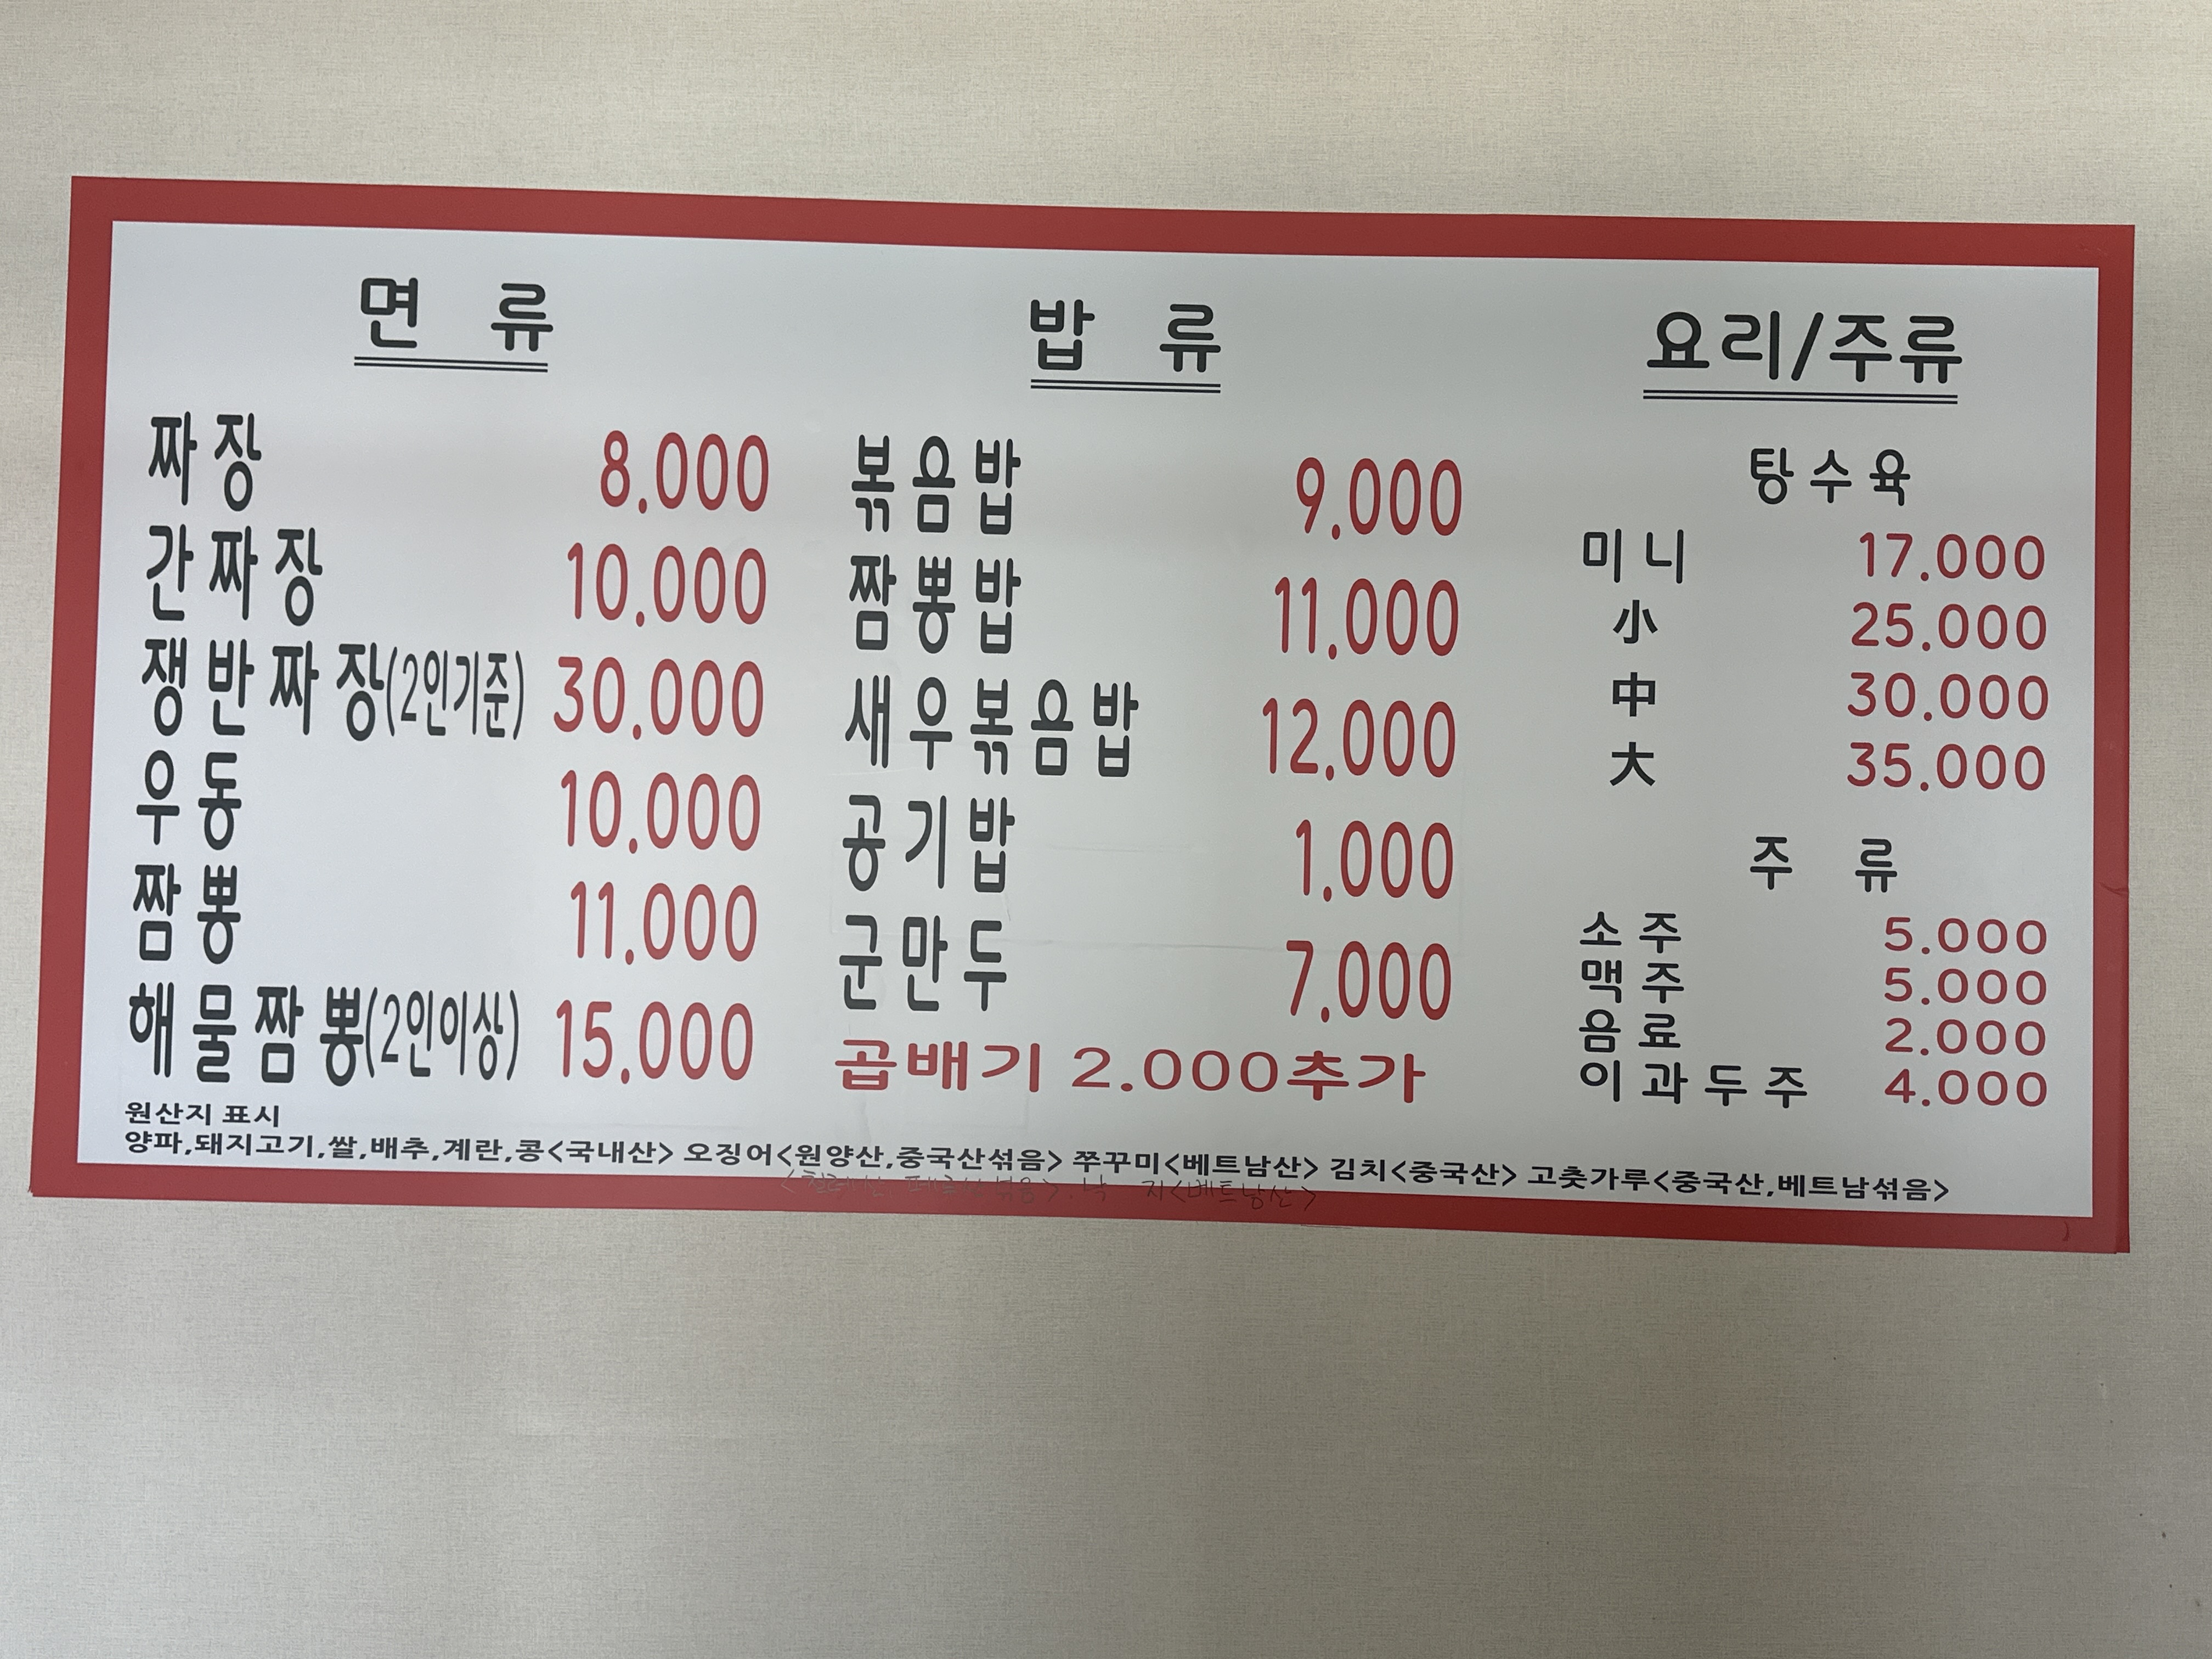 면 류
짜장 8.000
간짜장 10.000
쟁반짜장(2인기준) 30.000
우동 10.000
짬뽕 11.000
해물짬뽕(2인이상) 15.000
밥 류
볶음밥 9.000
짬뽕밥 11.000
새우볶음밥 12.000
공기밥 1.000
군만두 7.000
곱배기 2.000추가
요리/주류
탕수육
미니 17.000
小 25.000
中 30.000
大 35.000
주 류
소주 5.000
맥주 5.000
음료 2.000
이과두주 4.000
원산지 표시
양파,돼지고기,쌀,배추,계란,콩<국내산> 오징어<원양산,중국산섞음> 쭈꾸미<베트남산> 김치<중국산> 고춧가루<중국산,베트남섞음>
낙 지<베트남산>